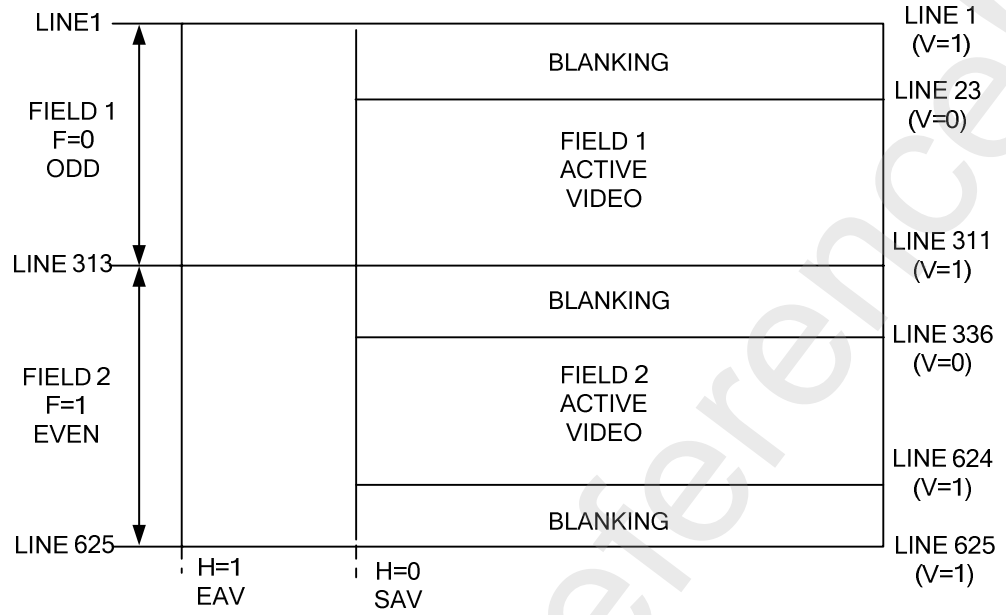 LINE1
LINE 1
(V=1)
BLANKING
LINE 23
(V=0)
FIELD 1
F=0
ODD
FIELD 1
ACTIVE
VIDEO
LINE 313
LINE 311
(V=1)
BLANKING
LINE 336
(V=0)
FIELD 2
F=1
EVEN
FIELD 2
ACTIVE
VIDEO
LINE 624
(V=1)
BLANKING
LINE 625
LINE 625
(V=1)
H=1
EAV
H=0
SAV